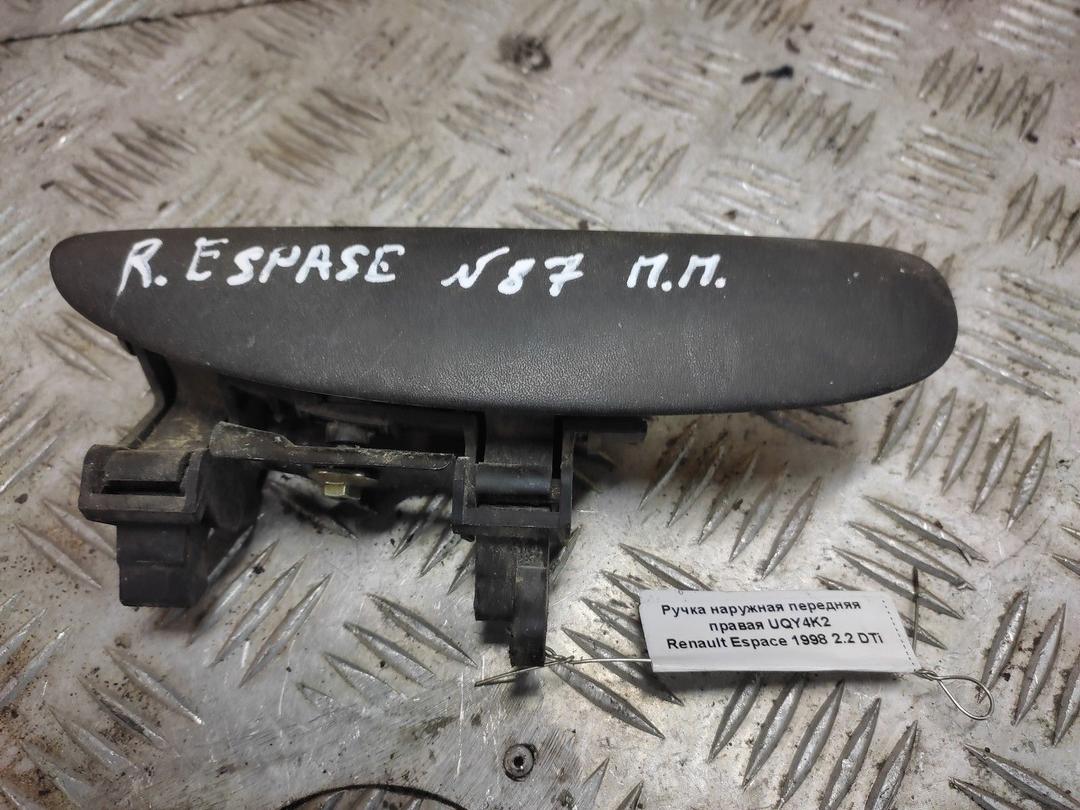 R. ESPASE N87 М.М.
Ручка наружная передняя
правая UQY4K2
Renault Espace 1998 2.2 DTi